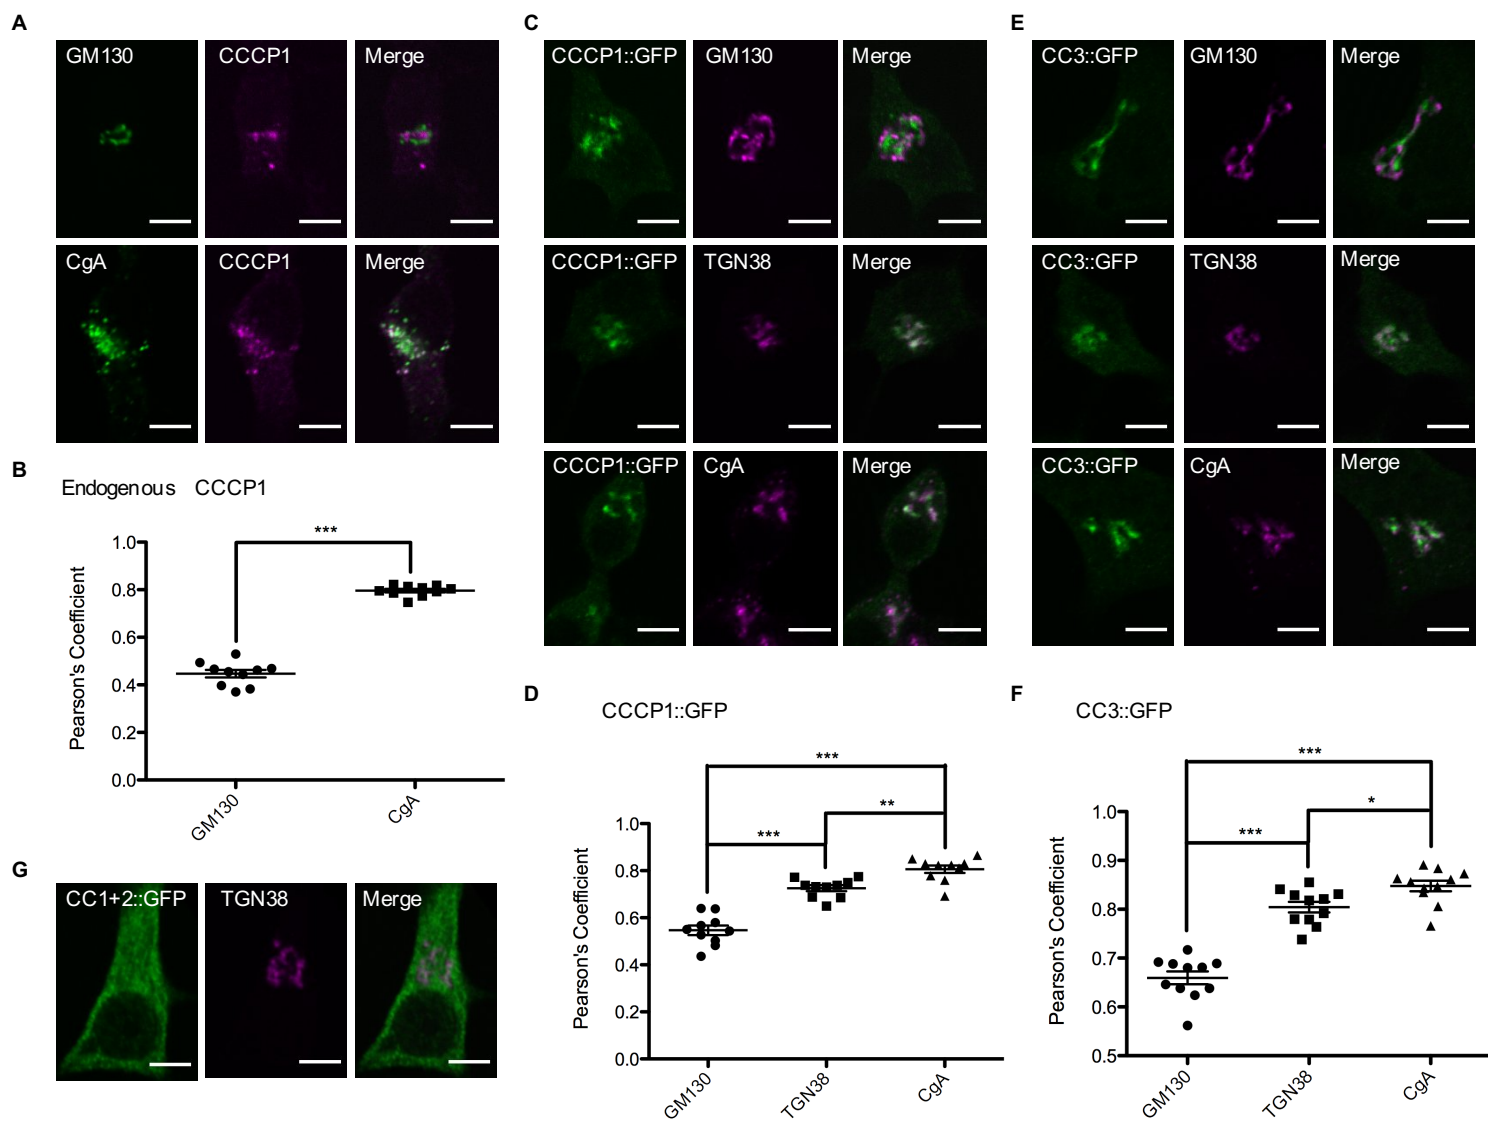 A
GM130 CCCP1 Merge
CgA CCCP1 Merge
B
Endogenous CCCP1
***
1.0
0.8
0.6
0.4
0.2
0.0
Pearson's Coefficient
GM130 CgA
C
CCCP1::GFP GM130 Merge
CCCP1::GFP TGN38 Merge
CCCP1::GFP CgA Merge
D
CCCP1::GFP
***
**
***
1.0
0.8
0.6
0.4
0.2
0.0
Pearson's Coefficient
GM130 TGN38 CgA
E
CC3::GFP GM130 Merge
CC3::GFP TGN38 Merge
CC3::GFP CgA Merge
F
CC3::GFP
***
*
***
1.0
0.9
0.8
0.7
0.6
0.5
Pearson's Coefficient
GM130 TGN38 CgA
G
CC1+2::GFP TGN38 Merge